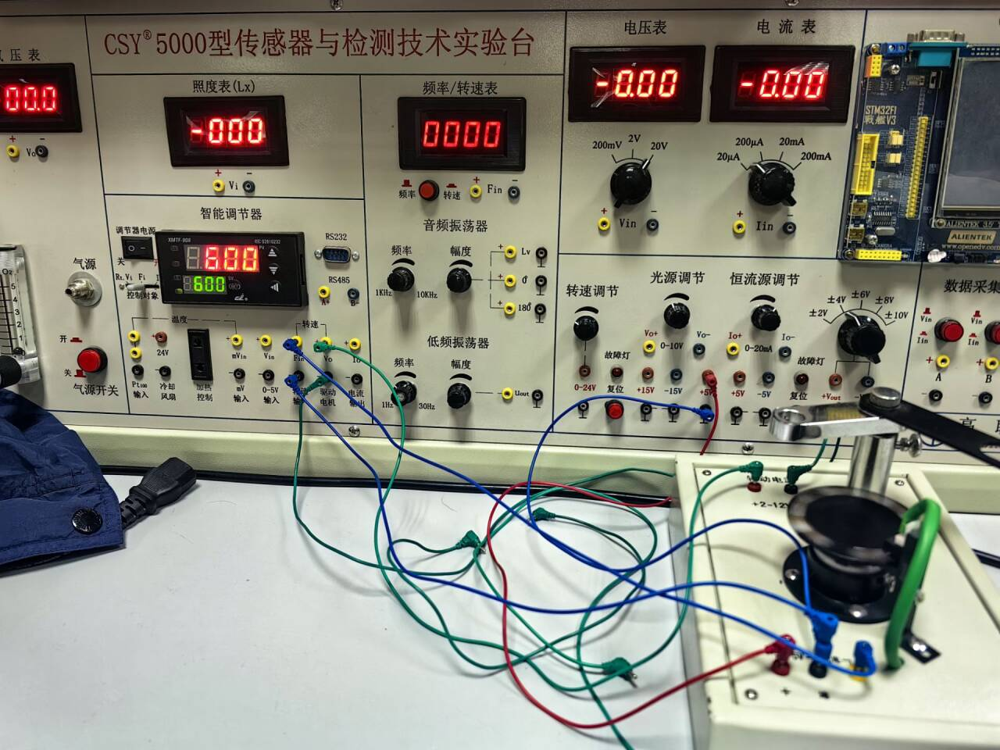 CSY® 5000型传感器与检测技术实验台
压表
00.0
+ Vo -
照度表(Lx)
-000
+ Vi -
频率/转速表
0000
频率 转速 + Fin -
电压表
-0.00
200mV 2V 20V
+ Vin -
电流表
-0.00
20μA 200μA 20mA 200mA
+ Iin -
STM32F1
战舰V3
ALIENTEK
www.openedv.com
智能调节器
调节器电源
关
XMTF-908
600
600
控制对象
RS232
RS485
A+ B-
气源
O2
5
4
3
2
1
开
关
气源开关
温度
24V
mVin
Vin
转速
Fin
Vo
Io
Pt100
输入
冷却
风扇
加热
控制
mV
输入
0-5V
输入
驱动
电机
电流
输出
音频振荡器
频率 幅度
1KHz 10KHz
Lv
0°
180°
低频振荡器
频率 幅度
1Hz 30Hz
Uout
转速调节
0-24V
光源调节
Vo+ 0-10V Vo-
恒流源调节
Io+ 0-20mA Io-
故障灯
复位
+15V -15V +5V
+5V -5V
故障灯
复位
±2V ±4V ±6V ±8V ±10V
+Vout
数据采集
Vin
Iin
Vin
Iin
A B
+2-12V
+